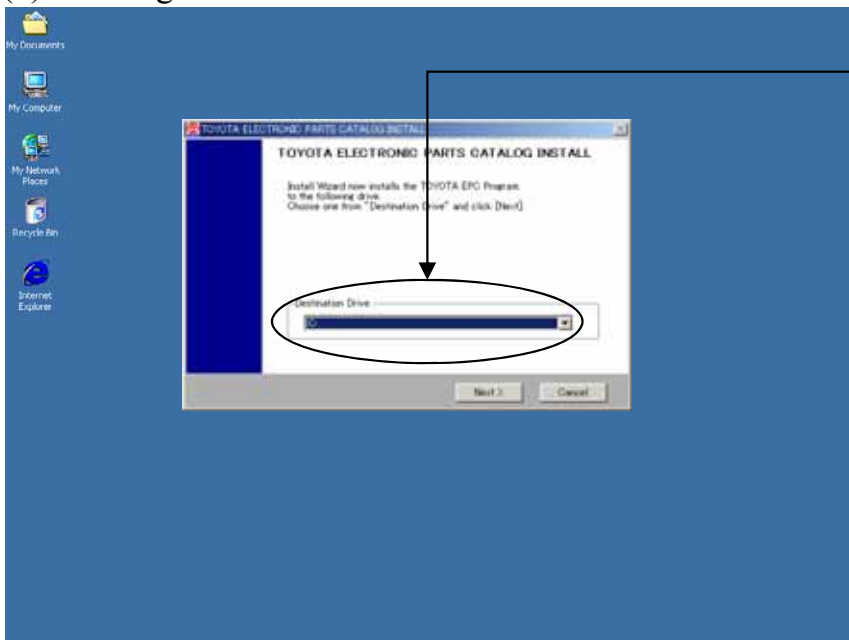 My Documents
My Computer
My Network
Places
Recycle Bin
Internet
Explorer
TOYOTA ELECTRONIC PARTS CATALOG INSTALL
TOYOTA ELECTRONIC PARTS CATALOG INSTALL
Install Wizard now installs the TOYOTA EPC Program
to the following drive.
Choose one from "Destination Drive" and click [Next]
Destination Drive
Next >
Cancel